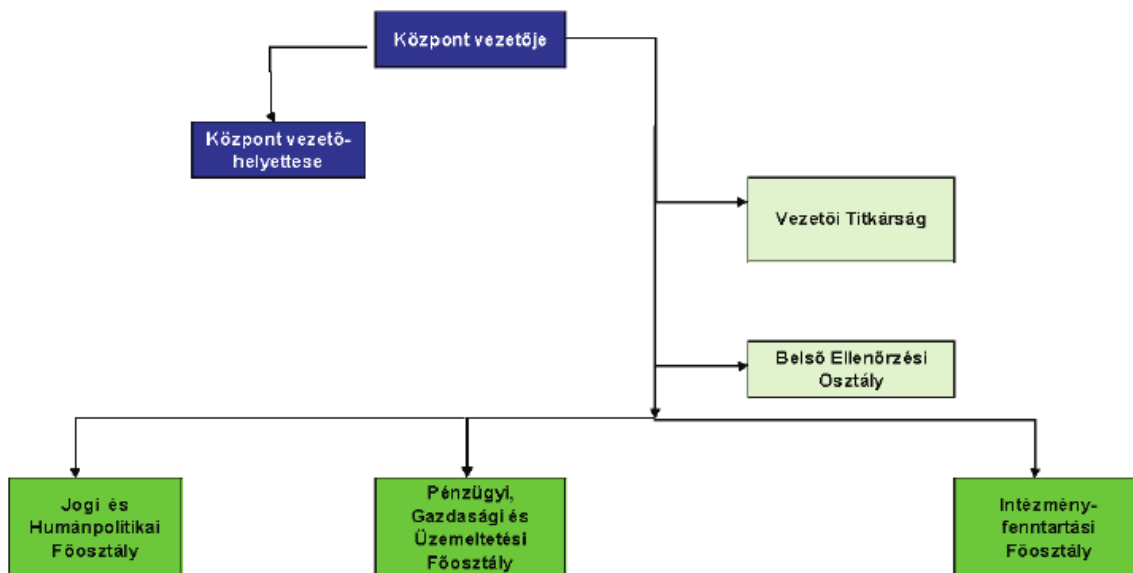 Központ vezetője
Központ vezető-
helyettese
Vezetői Titkárság
Belső Ellenőrzési
Osztály
Jogi és
Humánpolitikai
Főosztály
Pénzügyi,
Gazdasági és
Üzemeltetési
Főosztály
Intézmény-
fenntartási
Főosztály